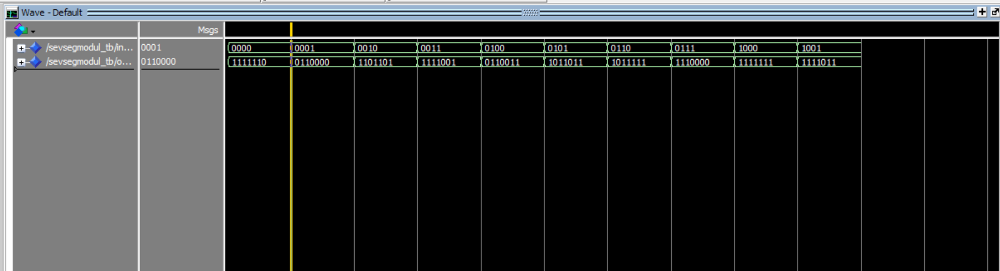 Wave - Default
Msgs
/sevsegmodul_tb/in... 0001 0000 0001 0010 0011 0100 0101 0110 0111 1000 1001
/sevsegmodul_tb/o... 0110000 1111110 0110000 1101101 1111001 0110011 1011011 1011111 1110000 1111111 1111011